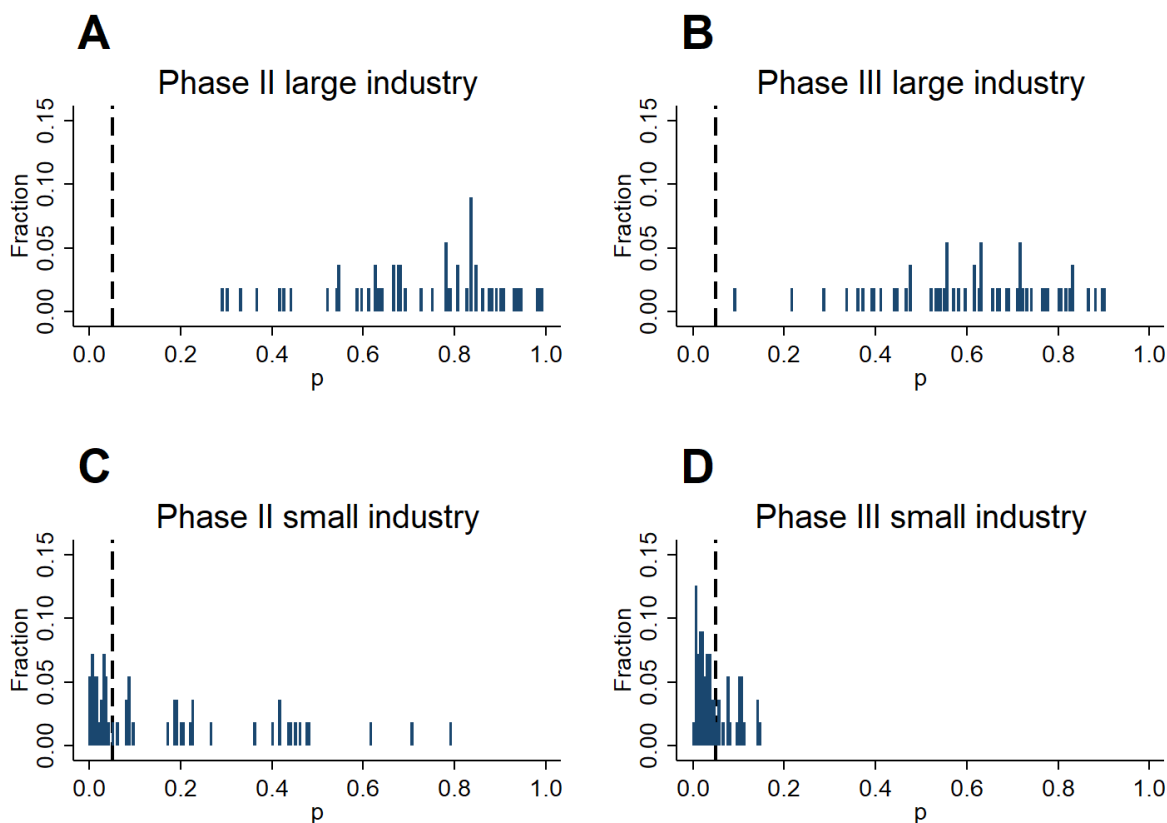 A
Phase II large industry
Fraction
0.00 0.05 0.10 0.15
0.0 0.2 0.4 0.6 0.8 1.0
p
B
Phase III large industry
Fraction
0.00 0.05 0.10 0.15
0.0 0.2 0.4 0.6 0.8 1.0
p
C
Phase II small industry
Fraction
0.00 0.05 0.10 0.15
0.0 0.2 0.4 0.6 0.8 1.0
p
D
Phase III small industry
Fraction
0.00 0.05 0.10 0.15
0.0 0.2 0.4 0.6 0.8 1.0
p